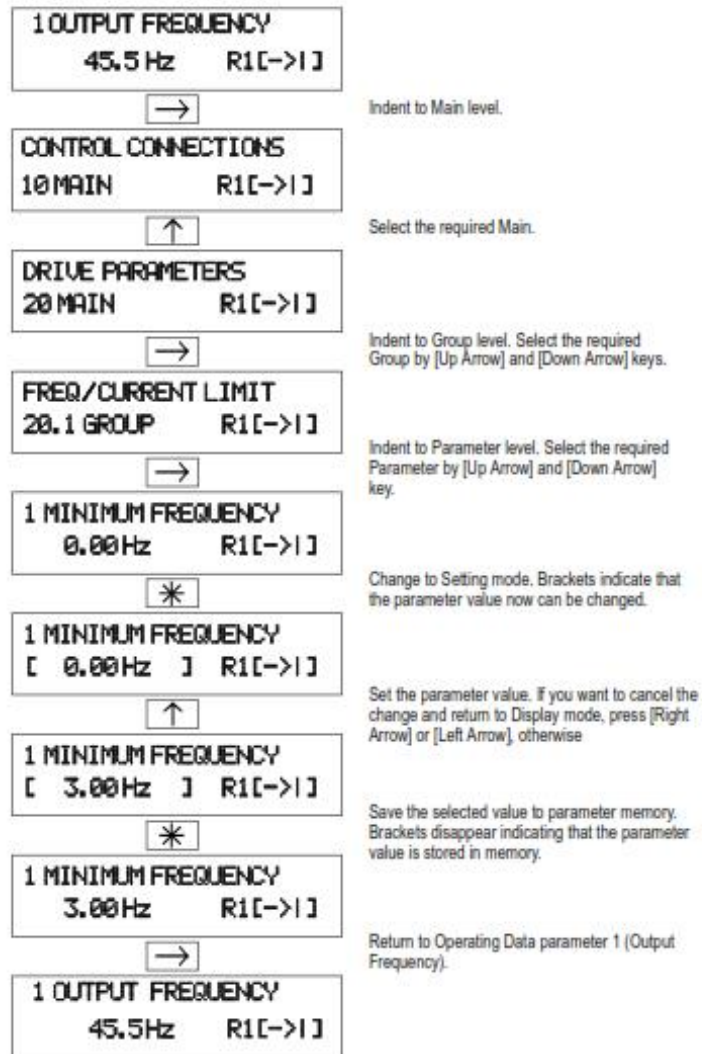 1 OUTPUT FREQUENCY
45.5 Hz R1[->|]
→
Indent to Main level.
CONTROL CONNECTIONS
10 MAIN R1[->|]
↑
Select the required Main.
DRIVE PARAMETERS
20 MAIN R1[->|]
→
Indent to Group level. Select the required
Group by [Up Arrow] and [Down Arrow] keys.
FREQ/CURRENT LIMIT
20.1 GROUP R1[->|]
→
Indent to Parameter level. Select the required
Parameter by [Up Arrow] and [Down Arrow]
key.
1 MINIMUM FREQUENCY
0.00 Hz R1[->|]
*
Change to Setting mode. Brackets indicate that
the parameter value now can be changed.
1 MINIMUM FREQUENCY
[ 0.00 Hz ] R1[->|]
↑
Set the parameter value. If you want to cancel the
change and return to Display mode, press [Right
Arrow] or [Left Arrow], otherwise
1 MINIMUM FREQUENCY
[ 3.00 Hz ] R1[->|]
*
Save the selected value to parameter memory.
Brackets disappear indicating that the parameter
value is stored in memory.
1 MINIMUM FREQUENCY
3.00 Hz R1[->|]
→
Return to Operating Data parameter 1 (Output
Frequency).
1 OUTPUT FREQUENCY
45.5 Hz R1[->|]